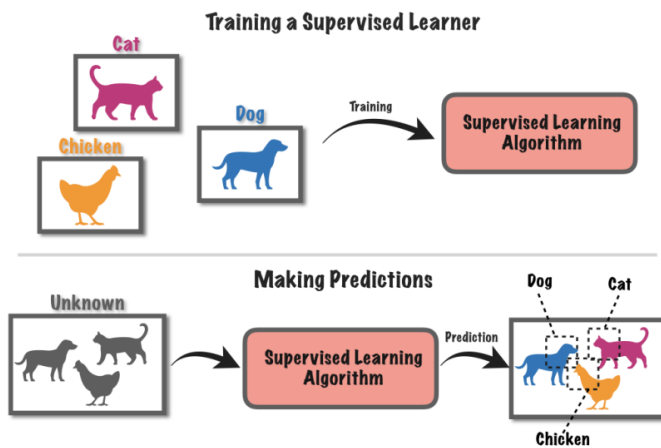 Training a Supervised Learner
Cat
Dog
Chicken
Training
Supervised Learning
Algorithm
Making Predictions
Unknown
Supervised Learning
Algorithm
Prediction
Dog
Cat
Chicken